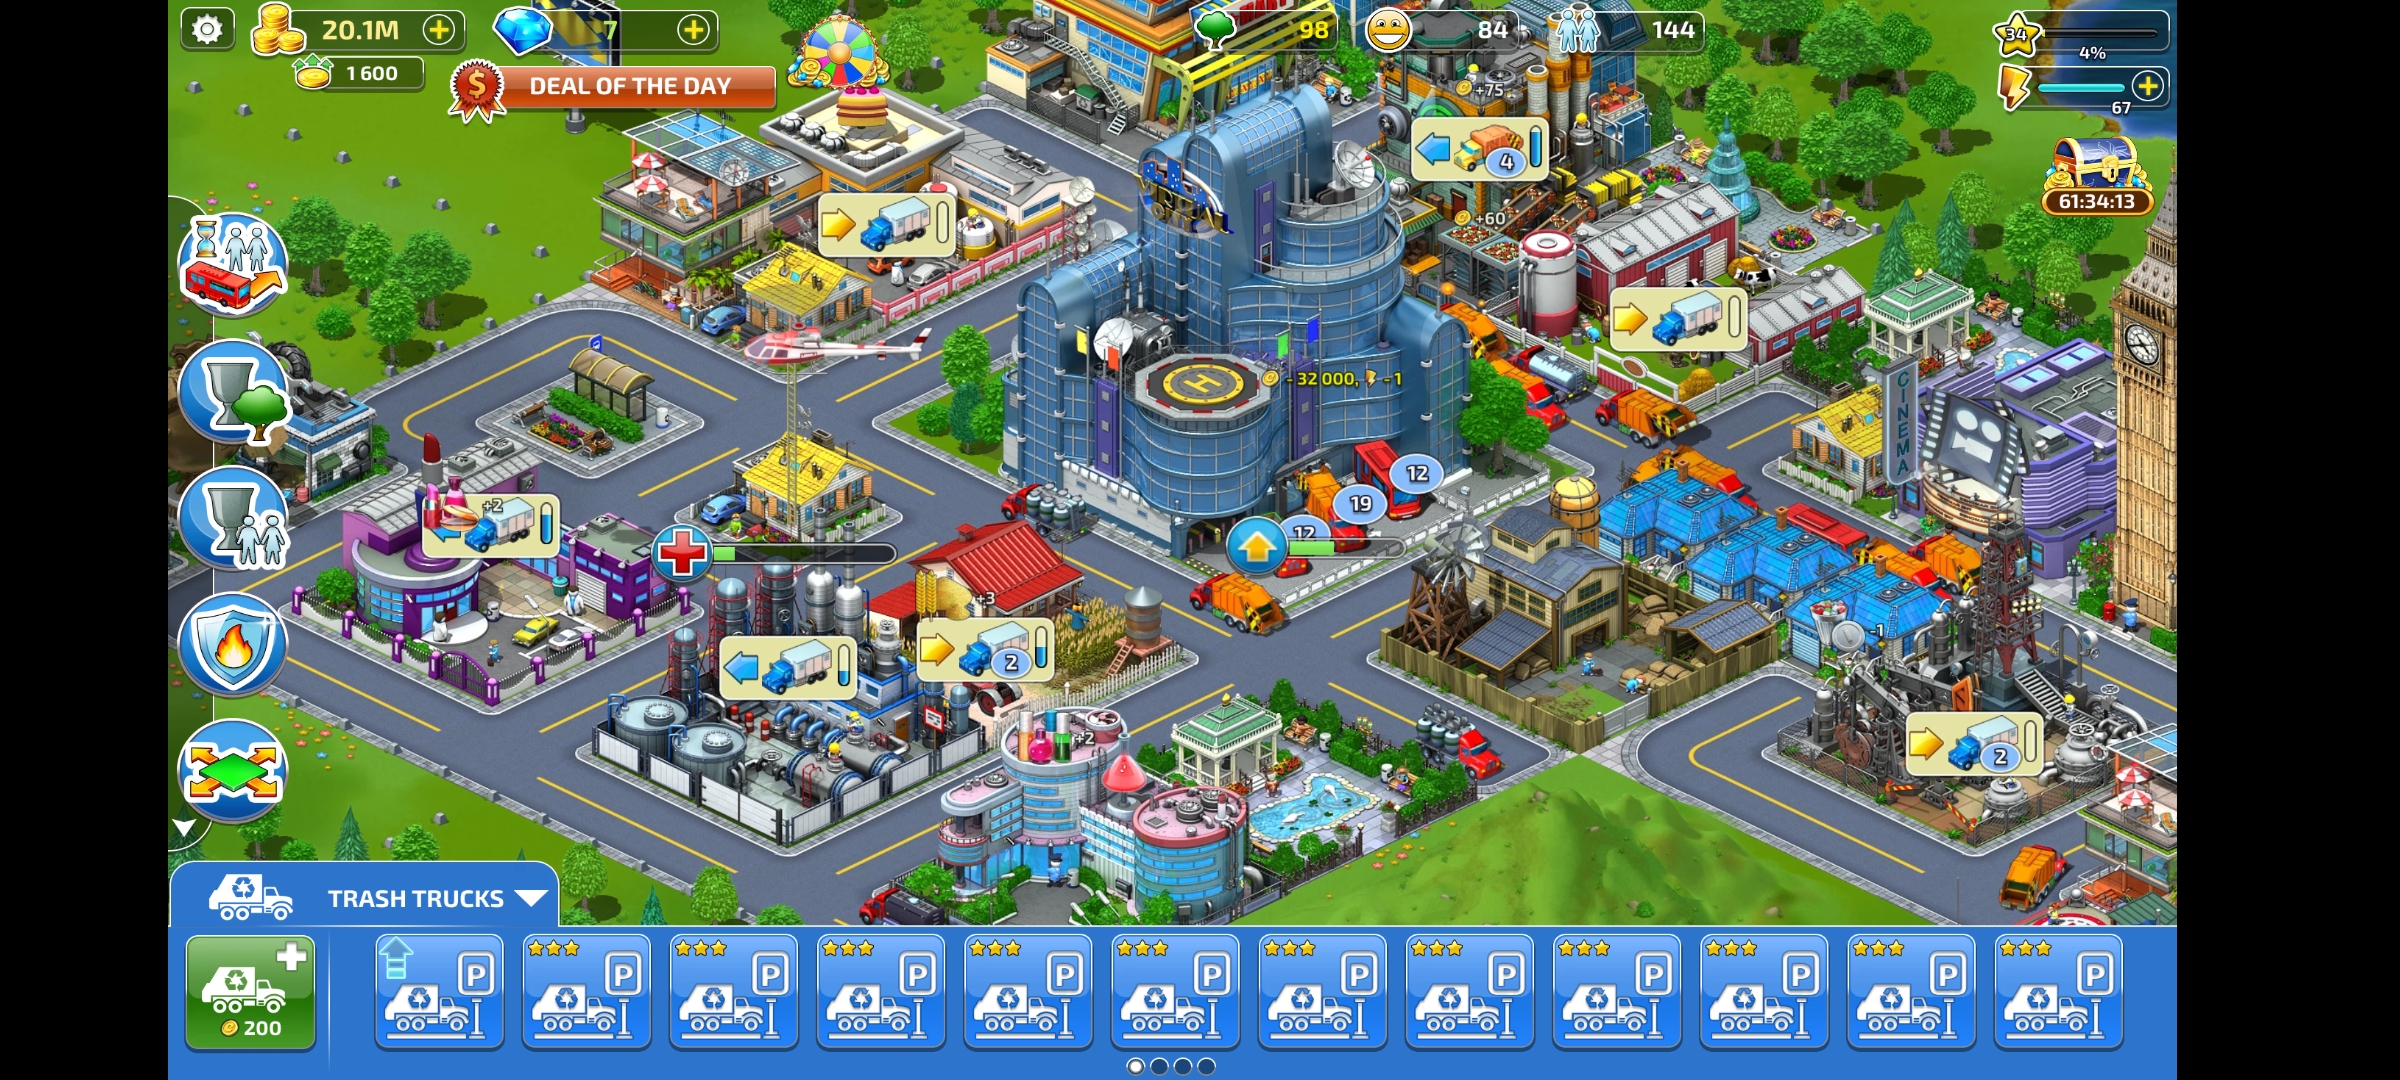 20.1M
7
98
84
144
34
4%
1 600
DEAL OF THE DAY
67
+75
4
61:34:13
+60
H
- 32 000, -1
CINEMA
12
19
12
+2
+3
2
-1
+2
2
TRASH TRUCKS
200
P
P
P
P
P
P
P
P
P
P
P
P